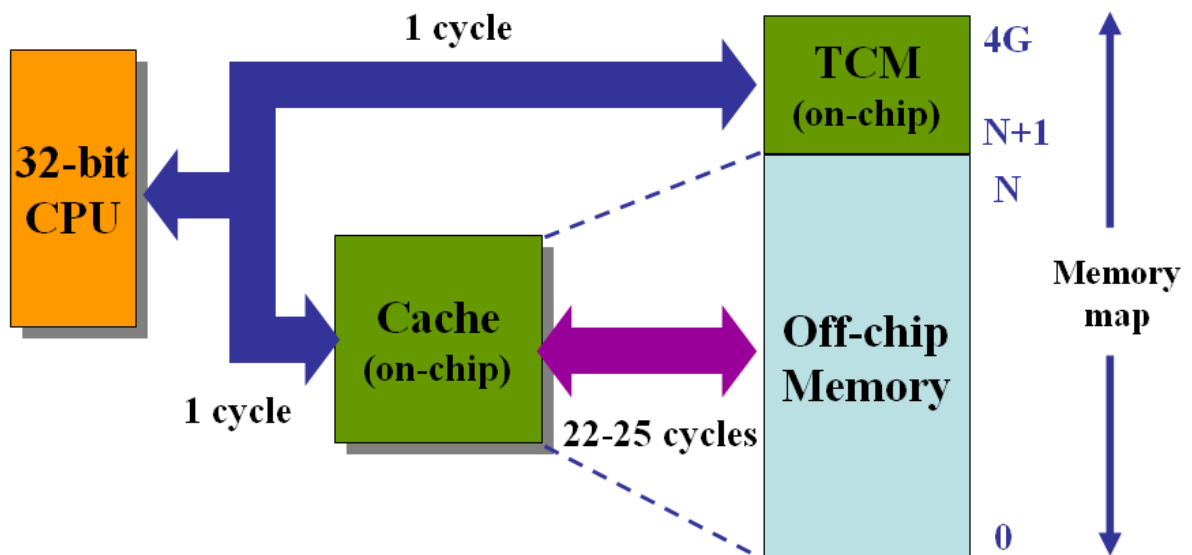 1 cycle
32-bit
CPU
TCM
(on-chip)
4G
N+1
N
Cache
(on-chip)
1 cycle
22-25 cycles
Off-chip
Memory
0
Memory
map